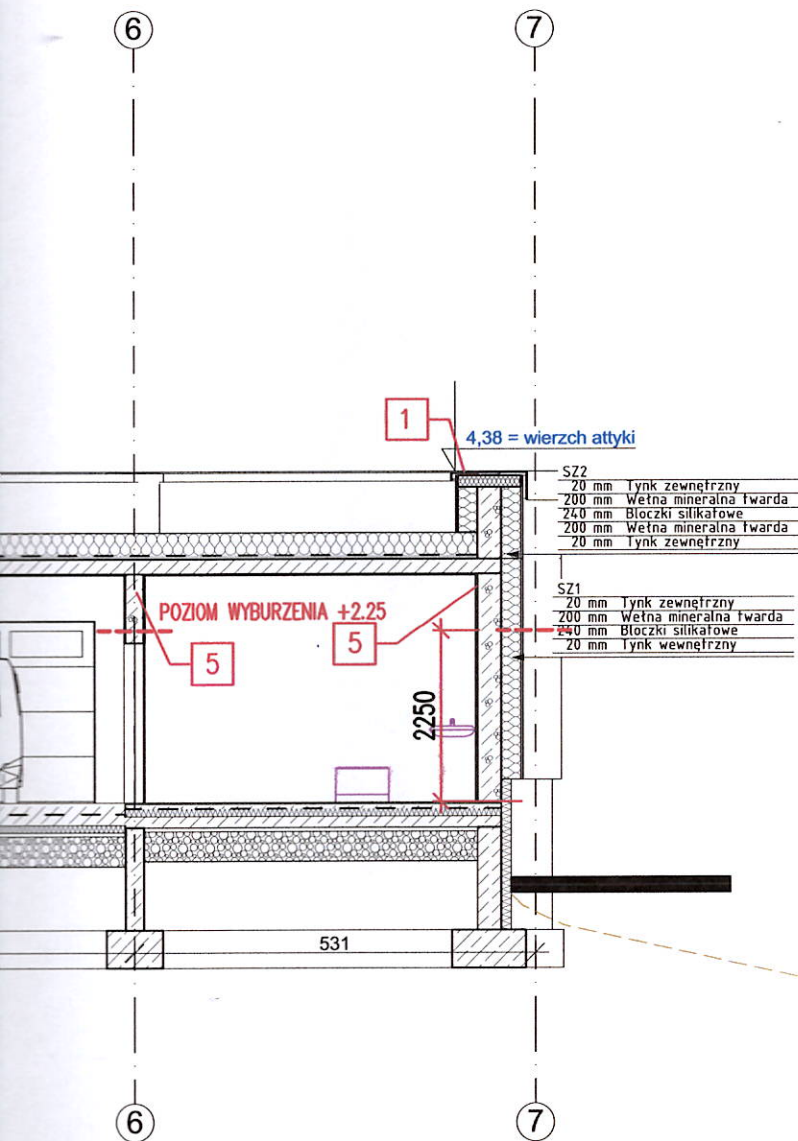 6
7
1
4,38 = wierzch attyki
SZ2
20 mm Tynk zewnętrzny
200 mm Wełna mineralna twarda
240 mm Bloczki silikatowe
200 mm Wełna mineralna twarda
20 mm Tynk zewnętrzny
SZ1
20 mm Tynk zewnętrzny
200 mm Wełna mineralna twarda
240 mm Bloczki silikatowe
20 mm Tynk wewnętrzny
POZIOM WYBURZENIA +2.25
5
5
2250
531
6
7